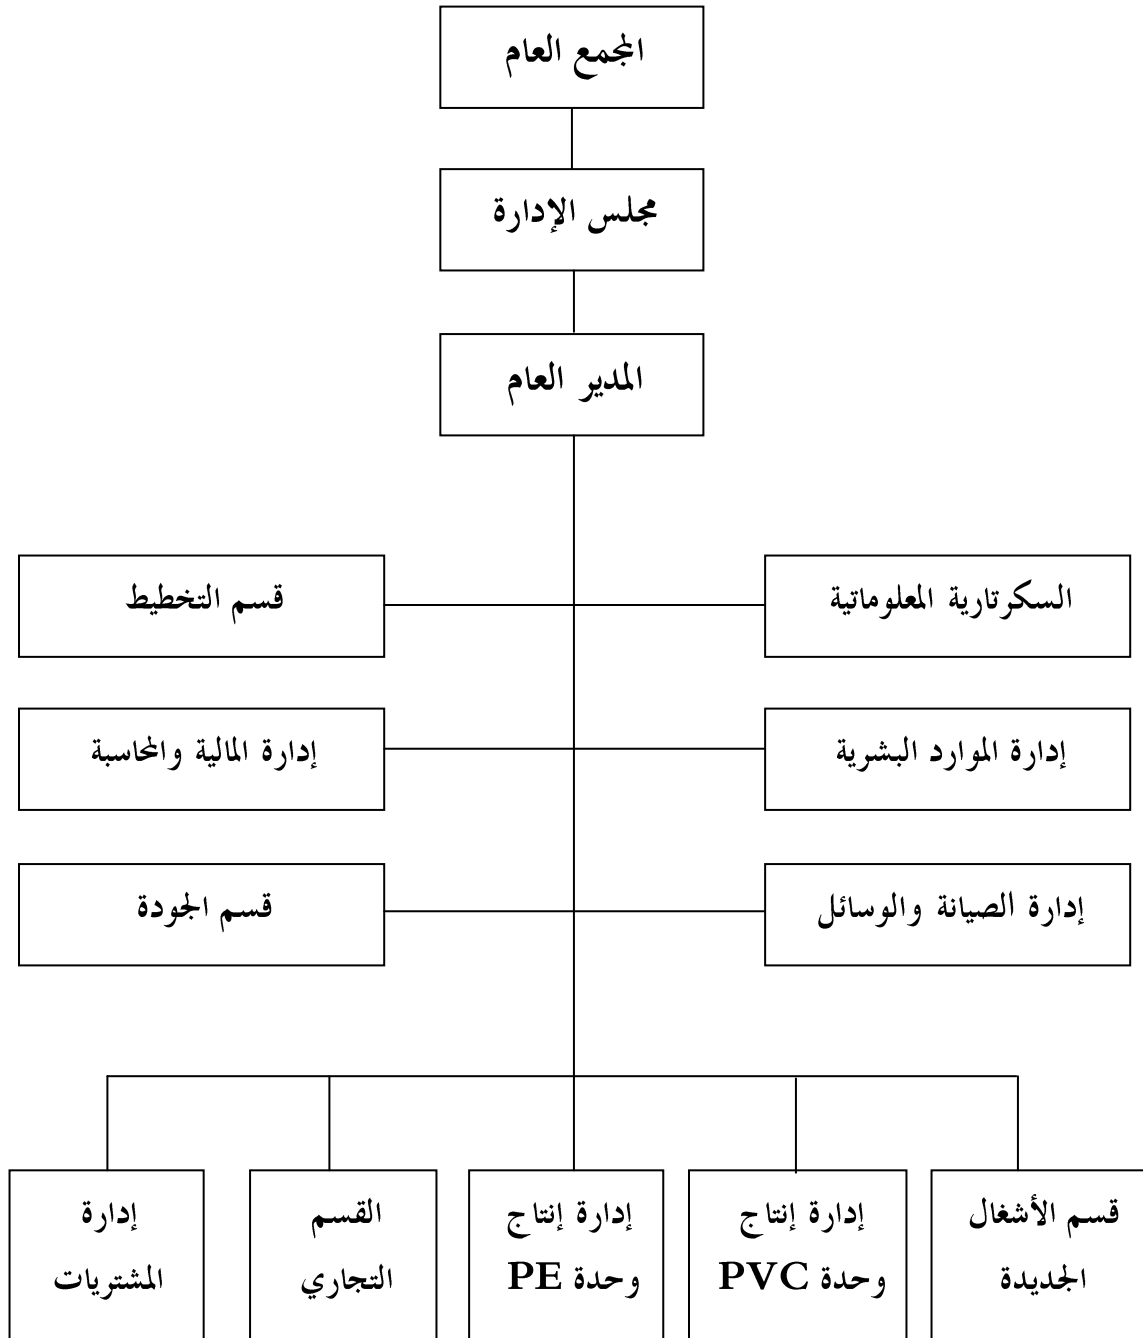 المجمع العام
مجلس الإدارة
المدير العام
السكرتارية المعلوماتية
قسم التخطيط
إدارة الموارد البشرية
إدارة المالية والمحاسبة
إدارة الصيانة والوسائل
قسم الجودة
قسم الأشغال
الجديدة
إدارة إنتاج
وحدة PVC
إدارة إنتاج
وحدة PE
القسم
التجاري
إدارة
المشتريات